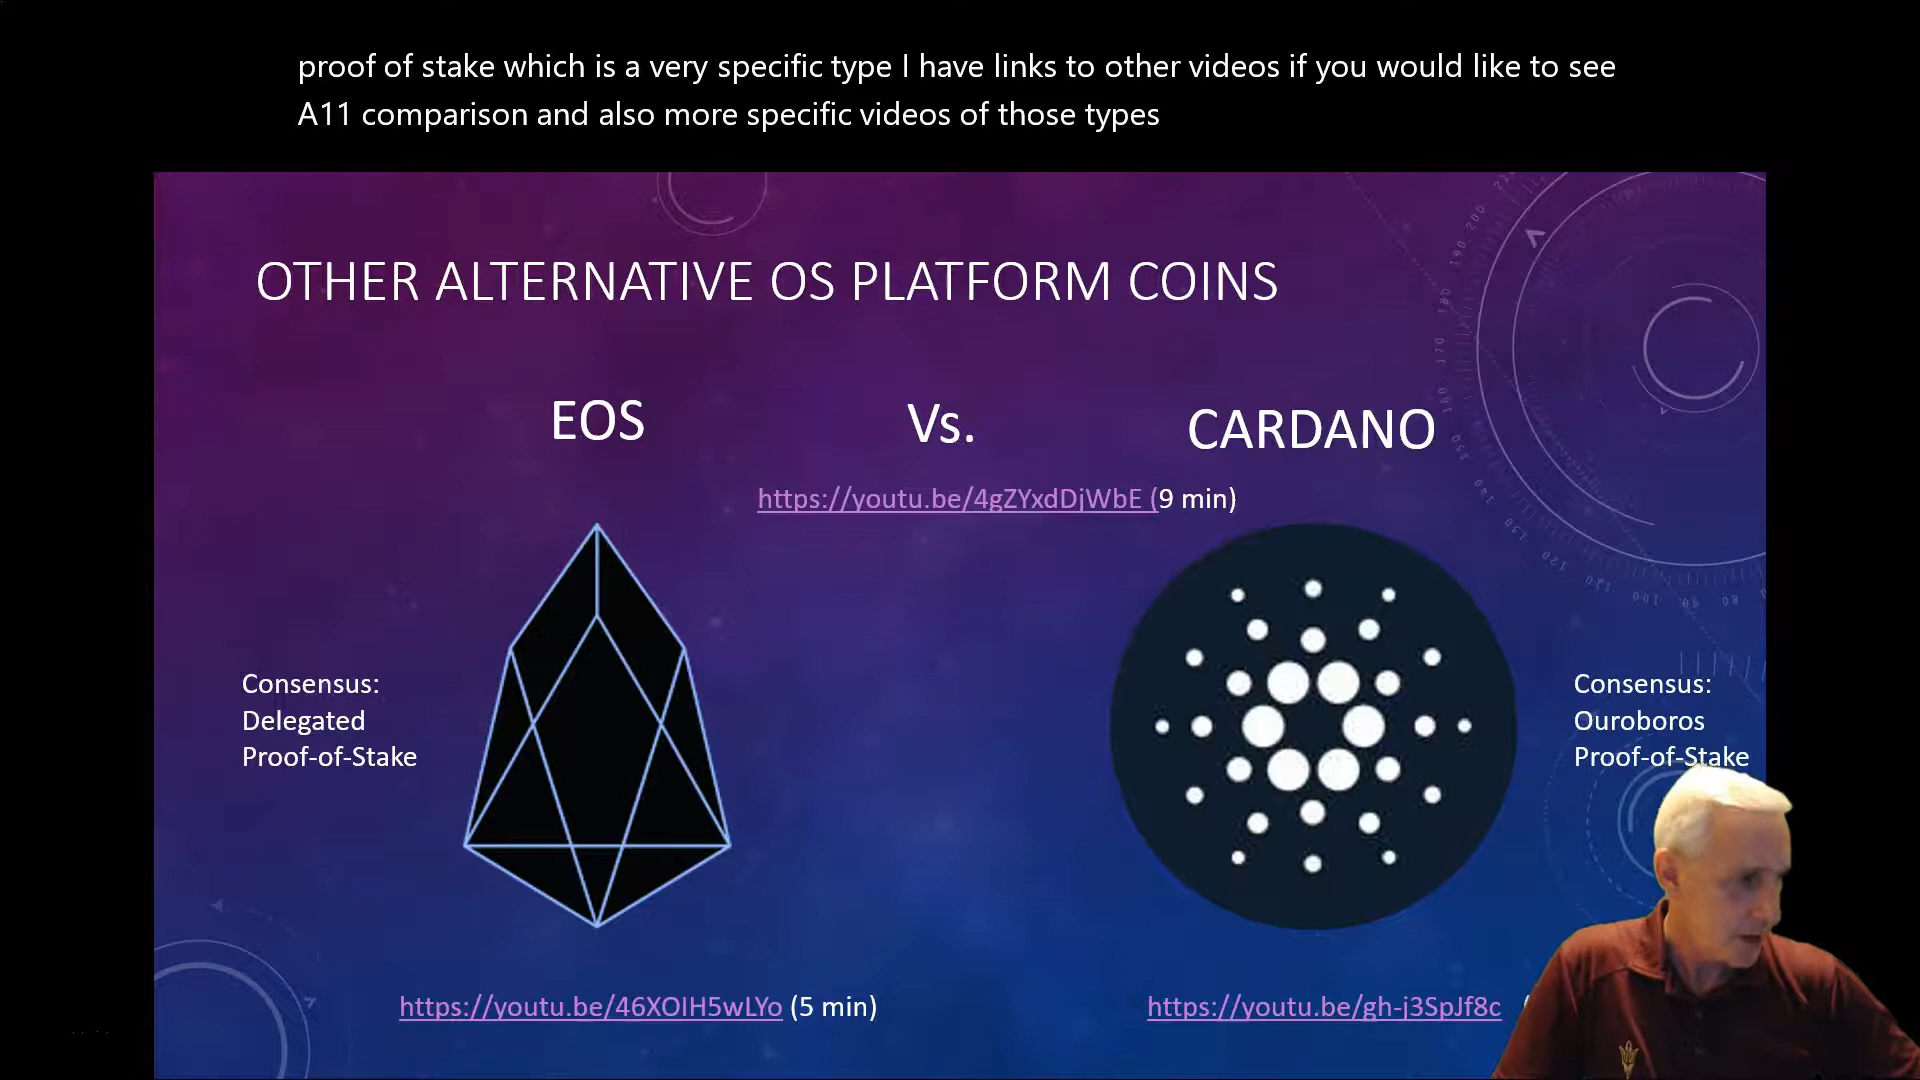 proof of stake which is a very specific type I have links to other videos if you would like to see
A11 comparison and also more specific videos of those types
OTHER ALTERNATIVE OS PLATFORM COINS
EOS Vs. CARDANO
https://youtu.be/4gZYxdDjWbE (9 min)
Consensus:
Delegated
Proof-of-Stake
Consensus:
Ouroboros
Proof-of-Stake
https://youtu.be/46XOIH5wLYo (5 min)
https://youtu.be/gh-j3SpJf8c (